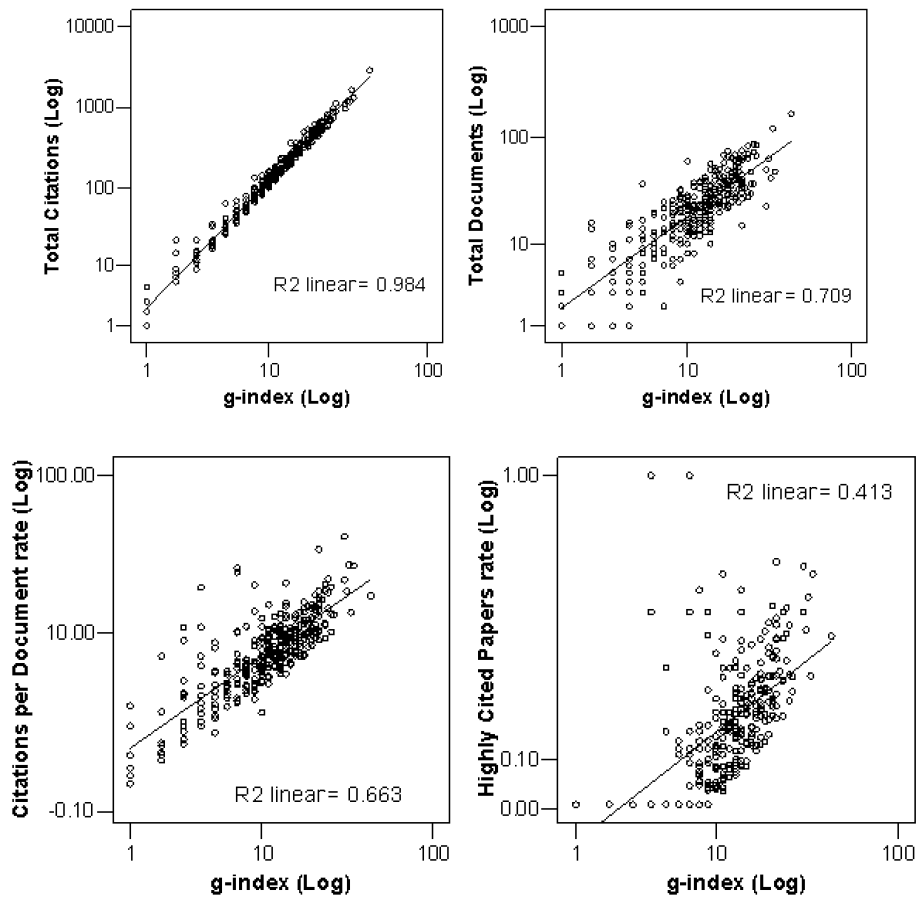 Total Citations (Log)
10000
1000
100
10
1
R2 linear= 0.984
1
10
100
g-index (Log)
Total Documents (Log)
1000
100
10
1
R2 linear= 0.709
1
10
100
g-index (Log)
Citations per Document rate (Log)
100.00
10.00
-0.10
R2 linear= 0.663
1
10
100
g-index (Log)
Highly Cited Papers rate (Log)
1.00
0.10
0.00
R2 linear= 0.413
1
10
100
g-index (Log)